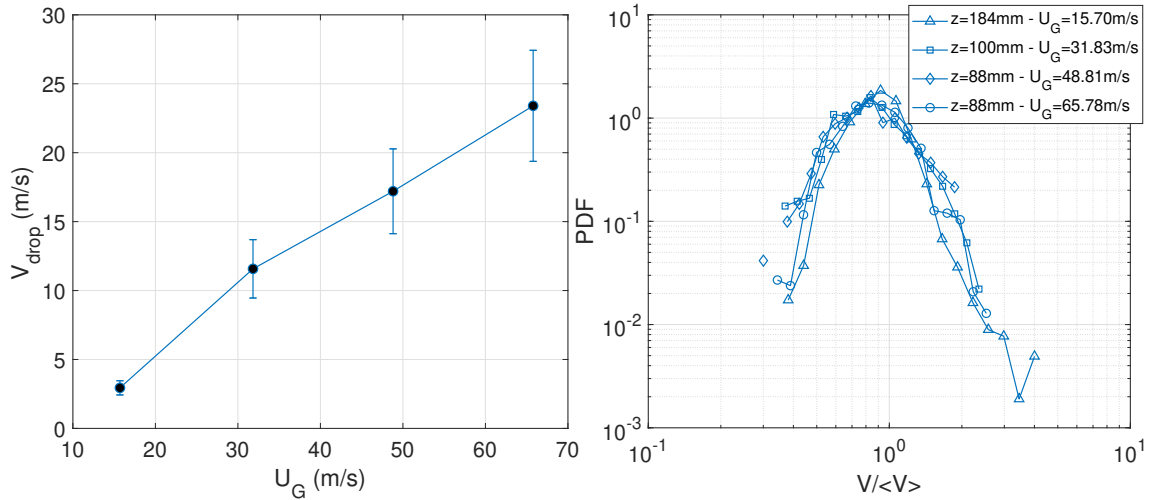 30
25
20
15
10
5
0
V_drop (m/s)
10 20 30 40 50 60 70
U_G (m/s)
10^1
10^0
10^-1
10^-2
10^-3
PDF
10^-1 10^0 10^1
V/<V>
z=184mm - U_G=15.70m/s
z=100mm - U_G=31.83m/s
z=88mm - U_G=48.81m/s
z=88mm - U_G=65.78m/s